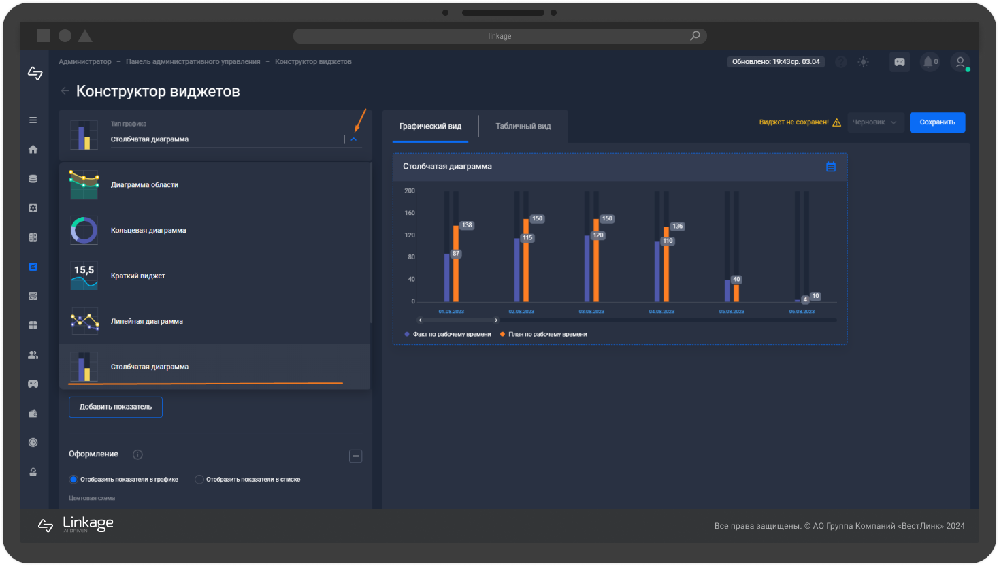 linkage
Администратор – Панель административного управления – Конструктор виджетов
Обновлено: 19:43 ср. 03.04
?
0
Конструктор виджетов
Тип графика
Столбчатая диаграмма
Диаграмма области
Кольцевая диаграмма
15,5
Краткий виджет
Линейная диаграмма
Столбчатая диаграмма
Добавить показатель
Оформление
Отобразить показатели в графике
Отобразить показатели в списке
Цветовая схема
Графический вид
Табличный вид
Виджет не сохранен!
Черновик
Сохранить
Столбчатая диаграмма
200
160
120
80
40
0
87
138
115
150
120
150
110
136
40
4
10
01.08.2023
02.08.2023
03.08.2023
04.08.2023
05.08.2023
06.08.2023
Факт по рабочему времени
План по рабочему времени
Linkage
AI DRIVEN
Все права защищены. © АО Группа Компаний «ВестЛинк» 2024